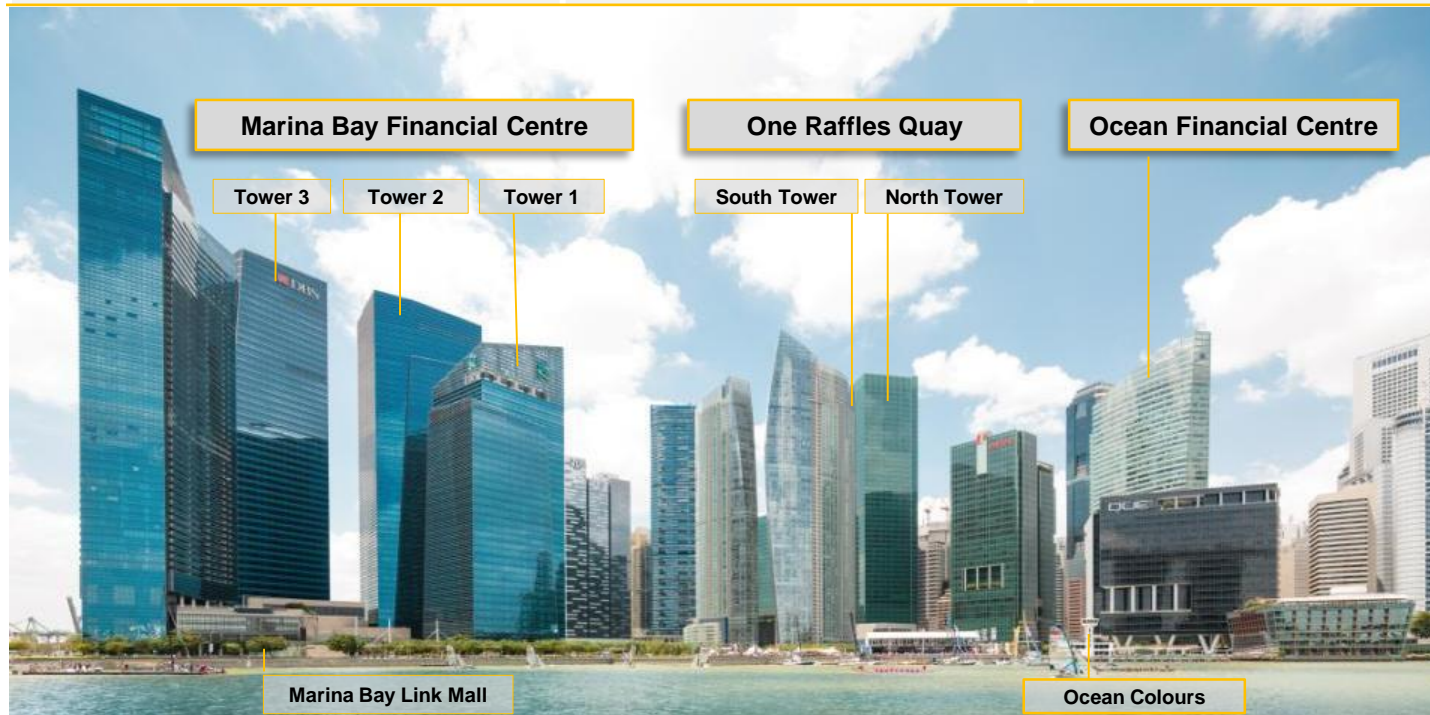 Marina Bay Financial Centre
One Raffles Quay
Ocean Financial Centre
Tower 3
Tower 2
Tower 1
South Tower
North Tower
DBS
OUE
Marina Bay Link Mall
Ocean Colours